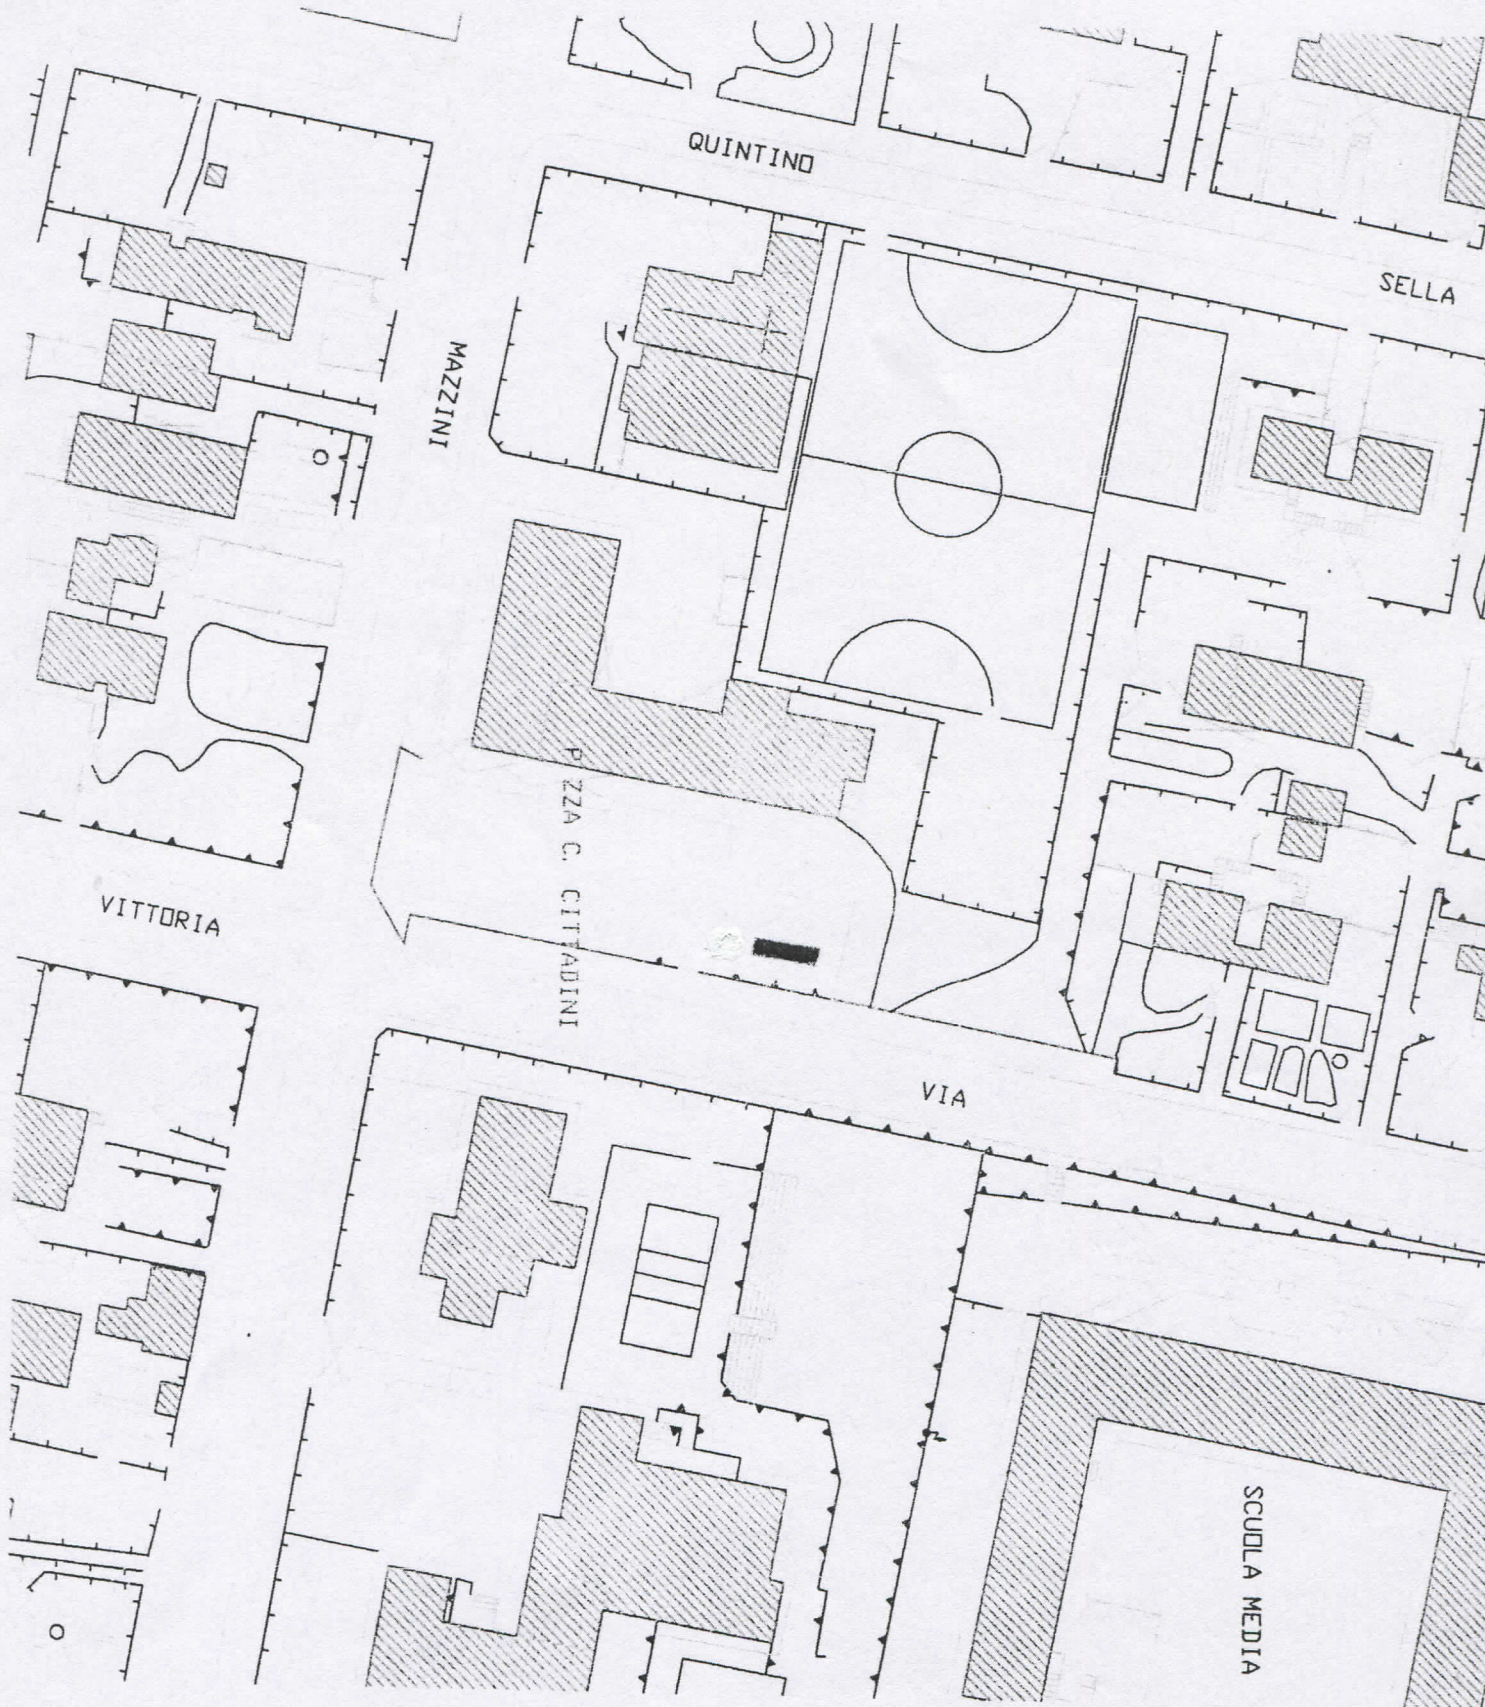 QUINTINO
SELLA
MAZZINI
P.ZZA C. CITTADINI
VITTORIA
VIA
SCUOLA MEDIA